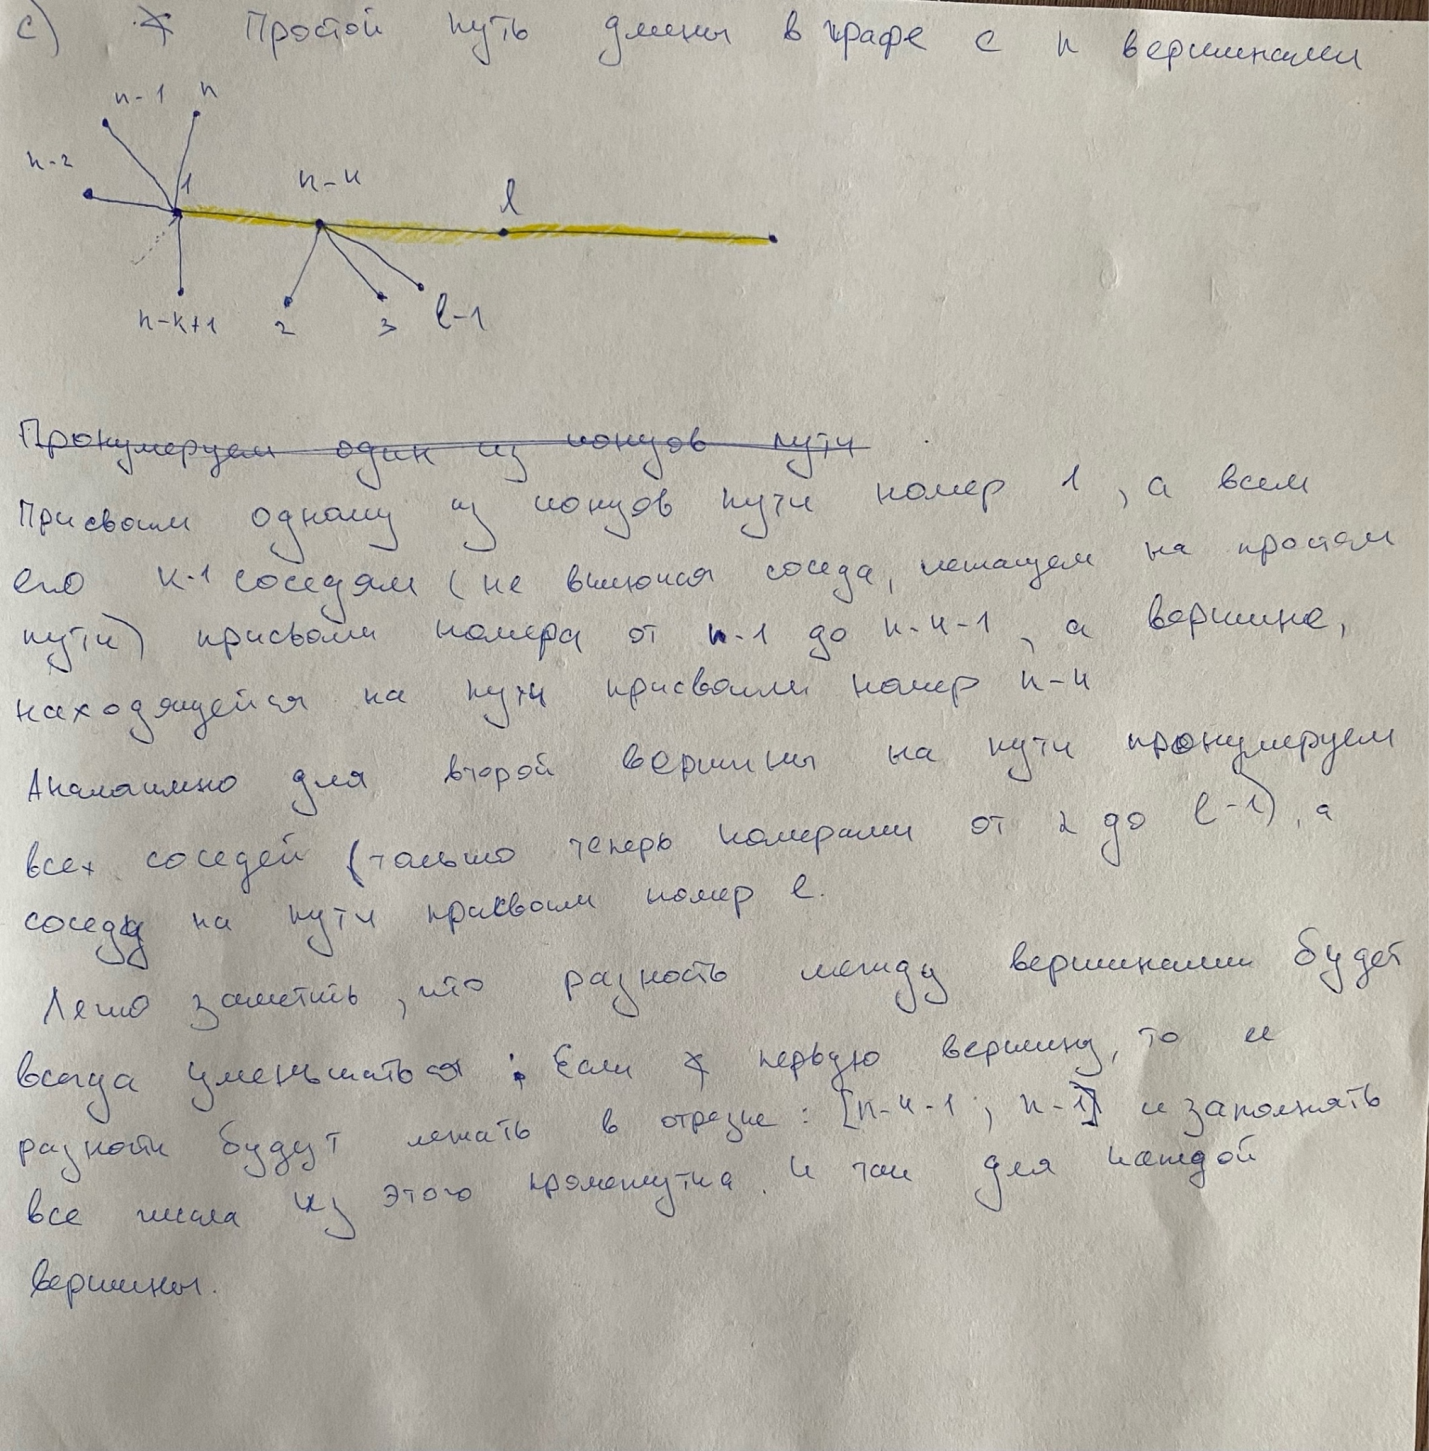 c) ∗ Простой путь длины в графе с n вершинами
n-1 n
n-2
1 n-k l
n-k+1 2 3 l-1
Пронумеруем один из концов пути
Присвоим одному из концов пути номер 1, а всем
его k-1 соседям (не включая соседа, лежащем на простом
пути) присвоим номера от n-1 до n-k-1, а вершине,
находящейся на пути присвоим номер n-k
Аналогично для второй вершины на пути пронумеруем
всех соседей (только теперь номерами от 2 до l-1), а
соседу на пути присвоим номер l.
Легко заметить, что разность между вершинами будет
всегда уменьшаться: Если ∗ первую вершину, то и
разности будут лежать в отрезке: [n-k-1; n-1] и заполнять
все числа из этого промежутка. И так для каждой
вершины.